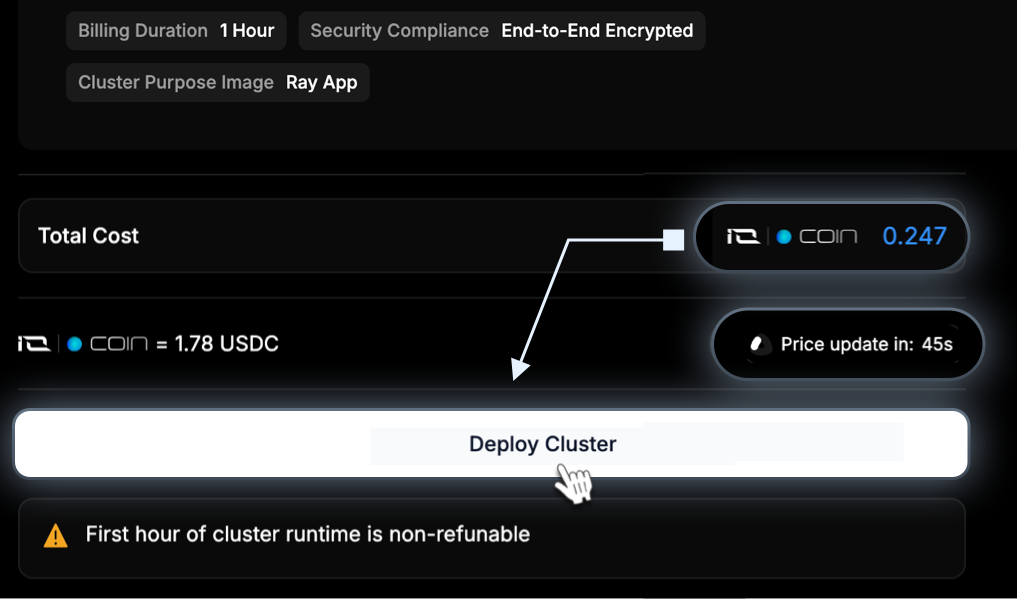 Billing Duration 1 Hour Security Compliance End-to-End Encrypted
Cluster Purpose Image Ray App
Total Cost io | COIN 0.247
io | COIN = 1.78 USDC Price update in: 45s
Deploy Cluster
First hour of cluster runtime is non-refunable